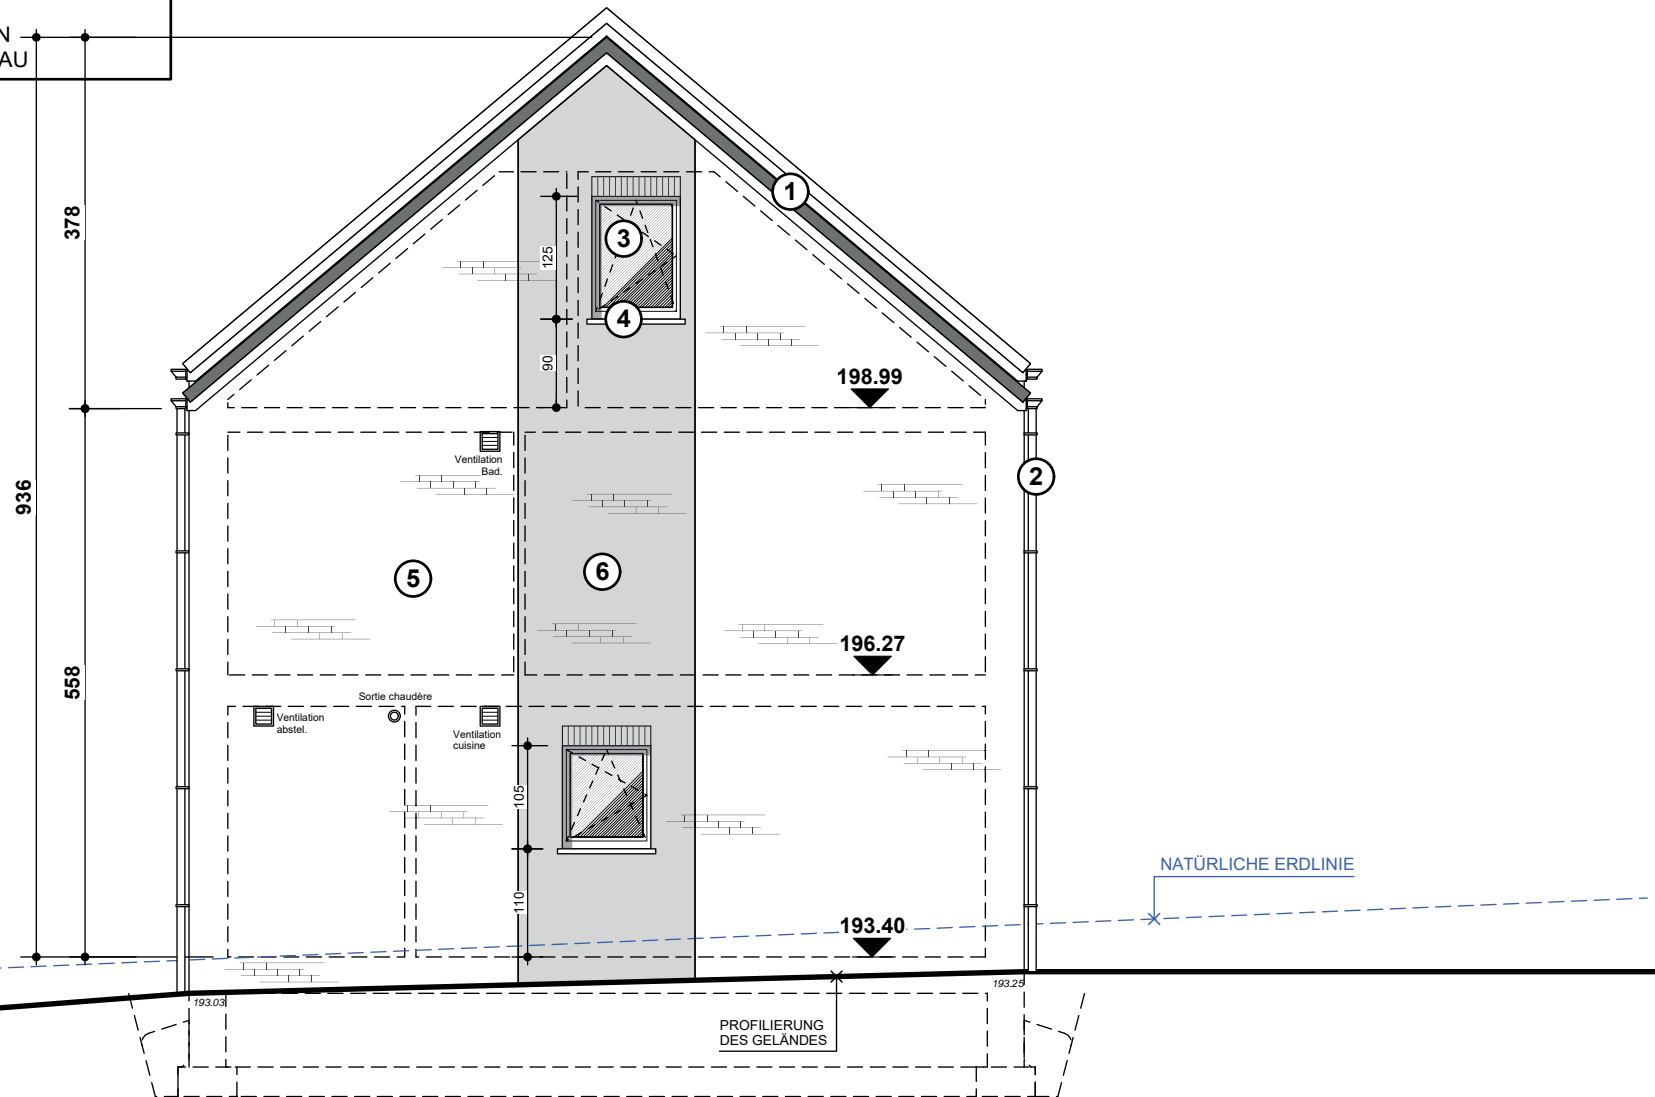 N
AU
378
936
558
1
2
3
4
5
6
125
90
198.99
Ventilation
Bad.
196.27
Sortie chaudère
Ventilation
abstel.
Ventilation
cuisine
105
110
193.40
NATÜRLICHE ERDLINIE
193.03
193.25
PROFILIERUNG
DES GELÄNDES